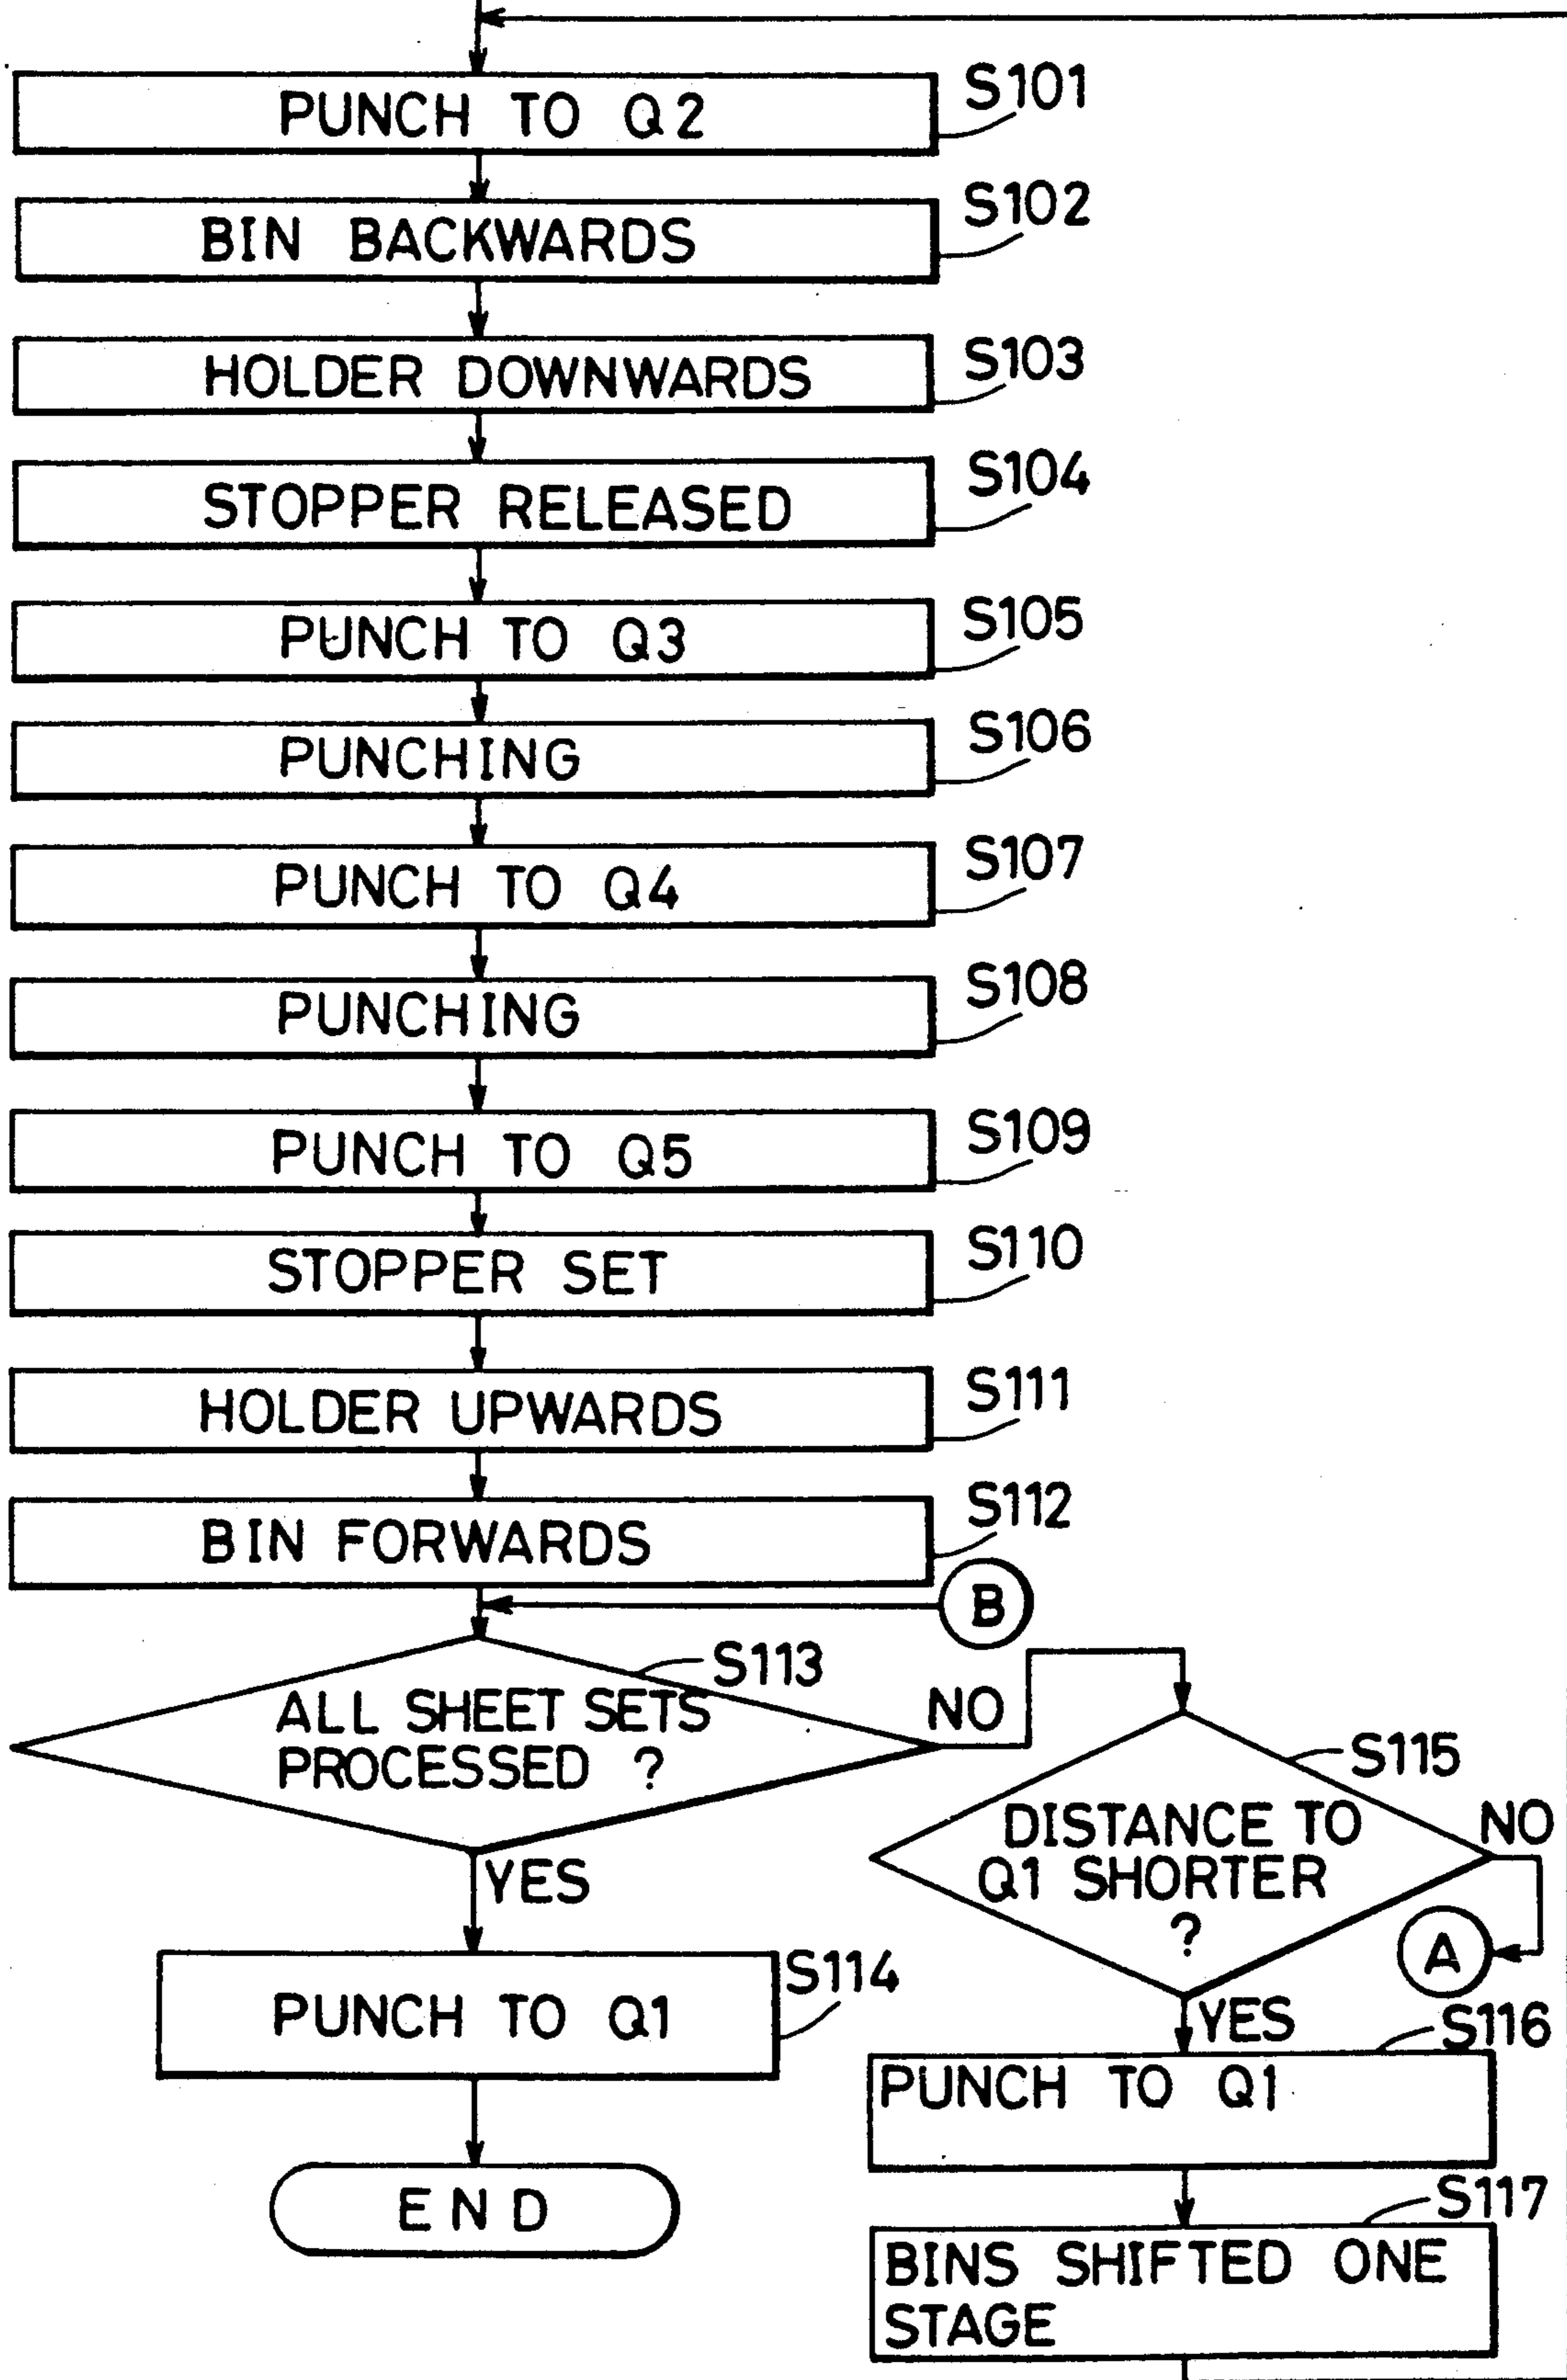 PUNCH TO Q2
S101
BIN BACKWARDS
S102
HOLDER DOWNWARDS
S103
STOPPER RELEASED
S104
PUNCH TO Q3
S105
PUNCHING
S106
PUNCH TO Q4
S107
PUNCHING
S108
PUNCH TO Q5
S109
STOPPER SET
S110
HOLDER UPWARDS
S111
BIN FORWARDS
S112
B
S113
ALL SHEET SETS
PROCESSED ?
NO
YES
S115
DISTANCE TO
Q1 SHORTER
?
NO
A
YES
PUNCH TO Q1
S114
END
S116
PUNCH TO Q1
S117
BINS SHIFTED ONE
STAGE